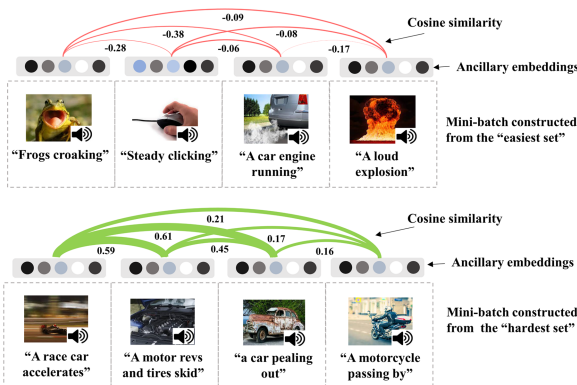 -0.09
Cosine similarity
-0.38
-0.08
-0.28
-0.06
-0.17
Ancillary embeddings
Mini-batch constructed
from the “easiest set”
“Frogs croaking”
“Steady clicking”
“A car engine
running”
“A loud
explosion”
0.21
Cosine similarity
0.61
0.17
0.59
0.45
0.16
Ancillary embeddings
Mini-batch constructed
from the “hardest set”
“A race car
accelerates”
“A motor revs
and tires skid”
“a car pealing
out”
“A motorcycle
passing by”